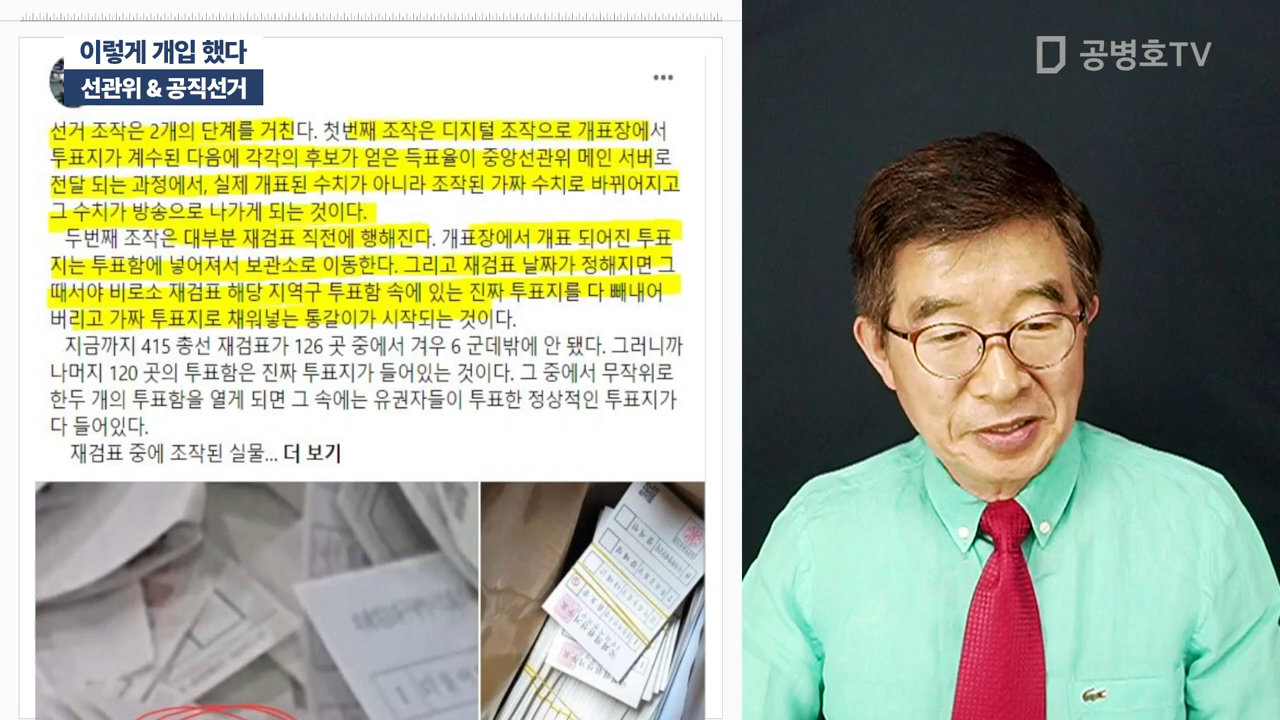 이렇게 개입 했다
선관위 & 공직선거
공병호TV
선거 조작은 2개의 단계를 거친다. 첫번째 조작은 디지털 조작으로 개표장에서
투표지가 계수된 다음에 각각의 후보가 얻은 득표율이 중앙선관위 메인 서버로
전달 되는 과정에서, 실제 개표된 수치가 아니라 조작된 가짜 수치로 바뀌어지고
그 수치가 방송으로 나가게 되는 것이다.
두번째 조작은 대부분 재검표 직전에 행해진다. 개표장에서 개표 되어진 투표
지는 투표함에 넣어져서 보관소로 이동한다. 그리고 재검표 날짜가 정해지면 그
때서야 비로소 재검표 해당 지역구 투표함 속에 있는 진짜 투표지를 다 빼내어
버리고 가짜 투표지로 채워넣는 통갈이가 시작되는 것이다.
지금까지 415 총선 재검표가 126 곳 중에서 겨우 6 군데밖에 안 됐다. 그러니까
나머지 120 곳의 투표함은 진짜 투표지가 들어있는 것이다. 그 중에서 무작위로
한두 개의 투표함을 열게 되면 그 속에는 유권자들이 투표한 정상적인 투표지가
다 들어있다.
재검표 중에 조작된 실물... 더 보기